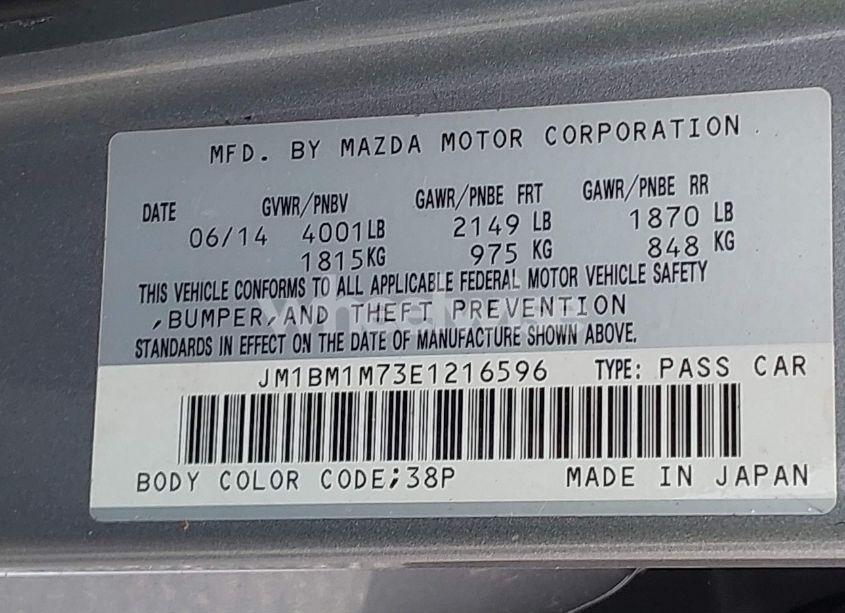 MFD. BY MAZDA MOTOR CORPORATION
DATE GVWR/PNBV GAWR/PNBE FRT GAWR/PNBE RR
06/14 4001LB 2149 LB 1870 LB
1815KG 975 KG 848 KG
THIS VEHICLE CONFORMS TO ALL APPLICABLE FEDERAL MOTOR VEHICLE SAFETY
,BUMPER,AND THEFT PREVENTION
STANDARDS IN EFFECT ON THE DATE OF MANUFACTURE SHOWN ABOVE.
JM1BM1M73E1216596 TYPE: PASS CAR
BODY COLOR CODE;38P MADE IN JAPAN